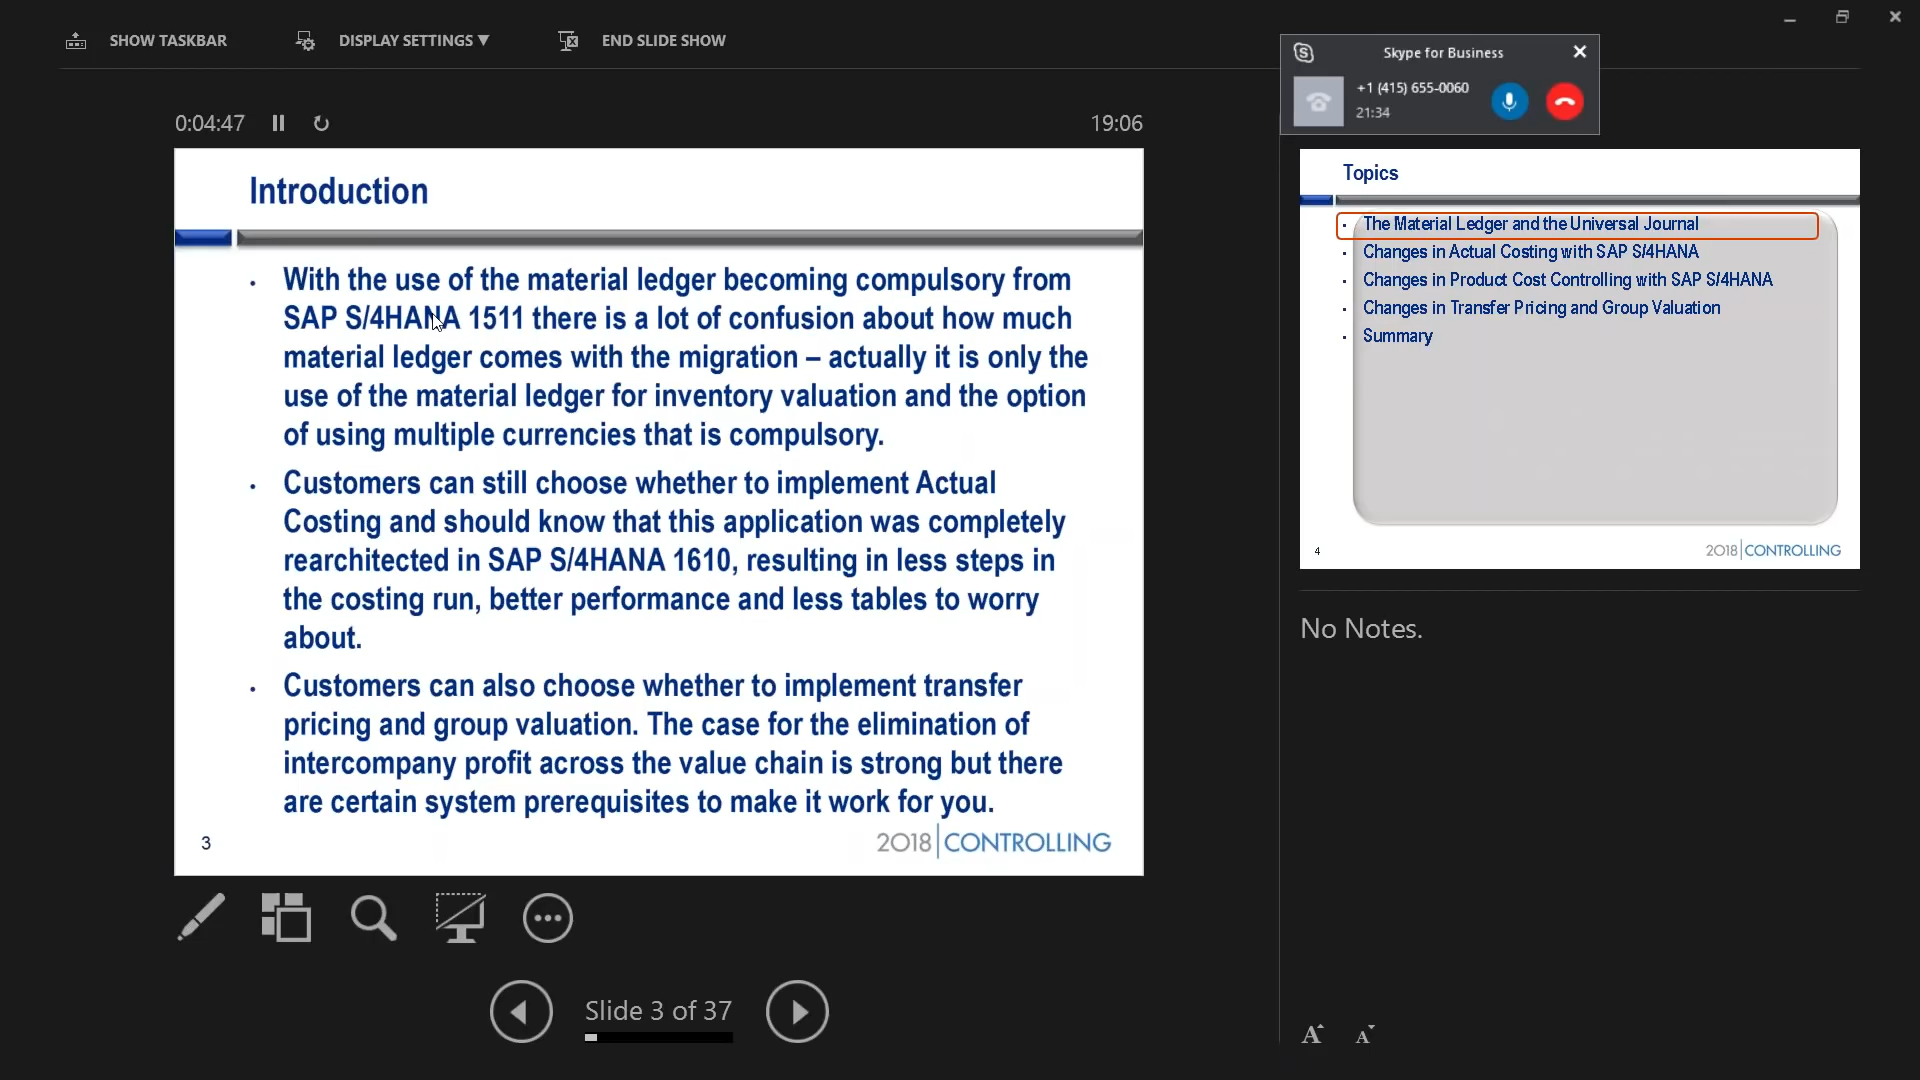 SHOW TASKBAR
DISPLAY SETTINGS ▼
END SLIDE SHOW
Skype for Business
+1 (415) 655-0060
21:34
0:04:47
19:06
Introduction
• With the use of the material ledger becoming compulsory from
SAP S/4HANA 1511 there is a lot of confusion about how much
material ledger comes with the migration – actually it is only the
use of the material ledger for inventory valuation and the option
of using multiple currencies that is compulsory.
• Customers can still choose whether to implement Actual
Costing and should know that this application was completely
rearchitected in SAP S/4HANA 1610, resulting in less steps in
the costing run, better performance and less tables to worry
about.
• Customers can also choose whether to implement transfer
pricing and group valuation. The case for the elimination of
intercompany profit across the value chain is strong but there
are certain system prerequisites to make it work for you.
3
2018|CONTROLLING
Slide 3 of 37
Topics
• The Material Ledger and the Universal Journal
• Changes in Actual Costing with SAP S/4HANA
• Changes in Product Cost Controlling with SAP S/4HANA
• Changes in Transfer Pricing and Group Valuation
• Summary
4
2018|CONTROLLING
No Notes.
A A